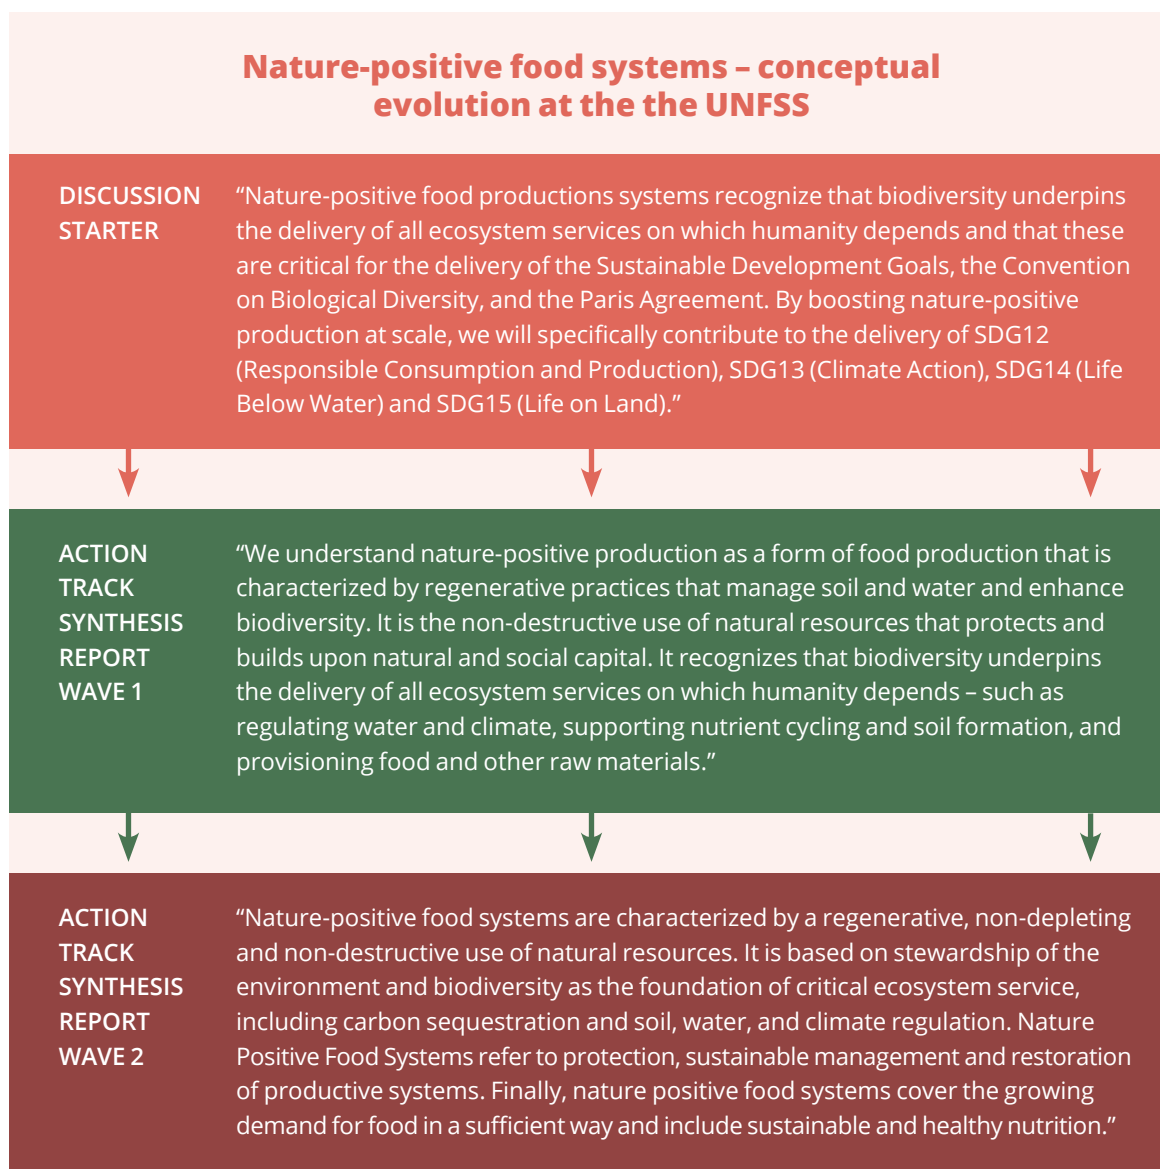 Nature-positive food systems – conceptual
evolution at the the UNFSS
DISCUSSION
STARTER
“Nature-positive food productions systems recognize that biodiversity underpins
the delivery of all ecosystem services on which humanity depends and that these
are critical for the delivery of the Sustainable Development Goals, the Convention
on Biological Diversity, and the Paris Agreement. By boosting nature-positive
production at scale, we will specifically contribute to the delivery of SDG12
(Responsible Consumption and Production), SDG13 (Climate Action), SDG14 (Life
Below Water) and SDG15 (Life on Land).”
ACTION
TRACK
SYNTHESIS
REPORT
WAVE 1
“We understand nature-positive production as a form of food production that is
characterized by regenerative practices that manage soil and water and enhance
biodiversity. It is the non-destructive use of natural resources that protects and
builds upon natural and social capital. It recognizes that biodiversity underpins
the delivery of all ecosystem services on which humanity depends – such as
regulating water and climate, supporting nutrient cycling and soil formation, and
provisioning food and other raw materials.”
ACTION
TRACK
SYNTHESIS
REPORT
WAVE 2
“Nature-positive food systems are characterized by a regenerative, non-depleting
and non-destructive use of natural resources. It is based on stewardship of the
environment and biodiversity as the foundation of critical ecosystem service,
including carbon sequestration and soil, water, and climate regulation. Nature
Positive Food Systems refer to protection, sustainable management and restoration
of productive systems. Finally, nature positive food systems cover the growing
demand for food in a sufficient way and include sustainable and healthy nutrition.”